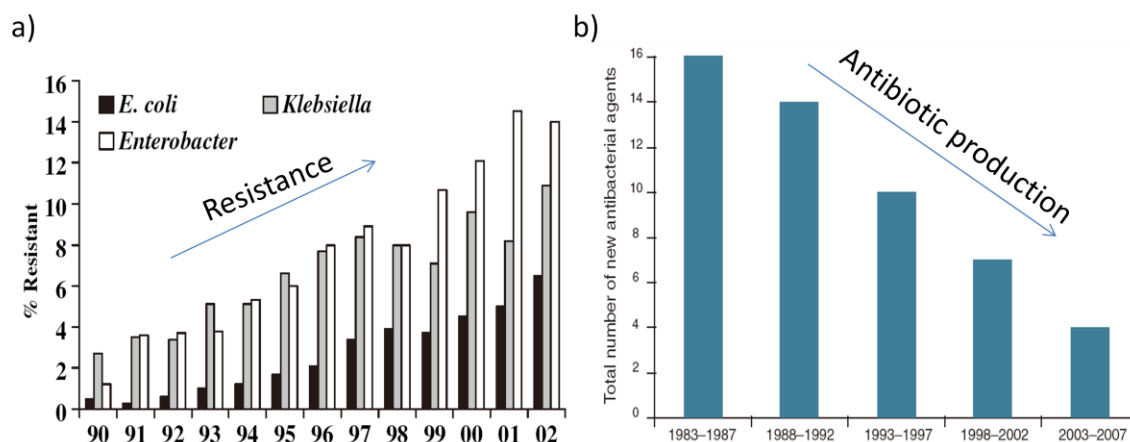 a)
16
14
12
10
8
6
4
2
0
% Resistant
E. coli
Klebsiella
Enterobacter
Resistance
90 91 92 93 94 95 96 97 98 99 00 01 02
b)
16
14
12
10
8
6
4
2
0
Total number of new antibacterial agents
Antibiotic production
1983–1987 1988–1992 1993–1997 1998–2002 2003–2007